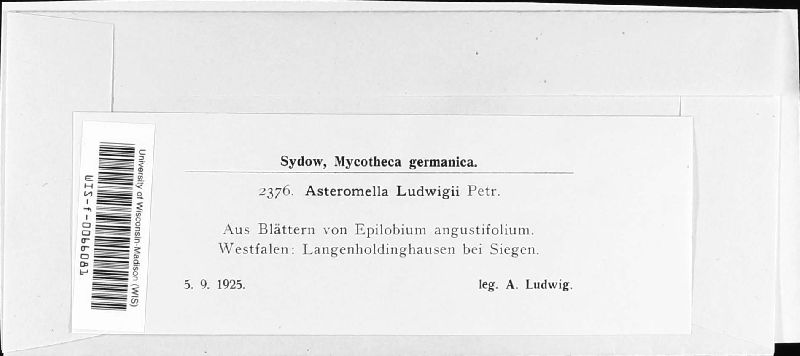 Sydow, Mycotheca germanica.
2376. Asteromella Ludwigii Petr.
Aus Blättern von Epilobium angustifolium.
Westfalen: Langenholdinghausen bei Siegen.
5. 9. 1925. leg. A. Ludwig.
University of Wisconsin-Madison (WIS)
WIS-f-0066081